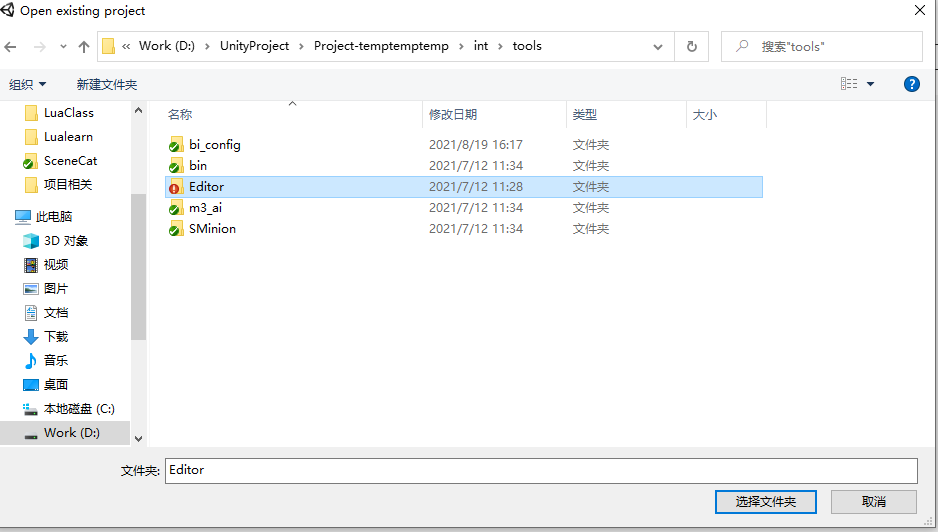 Open existing project
« Work (D:) › UnityProject › Project-temptemptemp › int › tools
搜索"tools"
组织 新建文件夹
?
LuaClass
Lualearn
SceneCat
项目相关
此电脑
3D 对象
视频
图片
文档
下载
音乐
桌面
本地磁盘 (C:)
Work (D:)
名称 修改日期 类型 大小
bi_config 2021/8/19 16:17 文件夹
bin 2021/7/12 11:34 文件夹
Editor 2021/7/12 11:28 文件夹
m3_ai 2021/7/12 11:34 文件夹
SMinion 2021/7/12 11:34 文件夹
文件夹: Editor
选择文件夹 取消